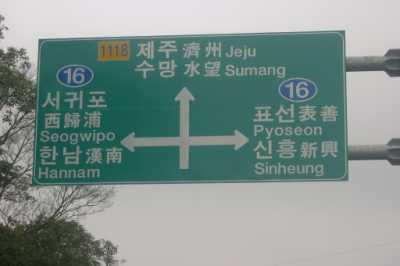 1118 제주 濟州 Jeju
수망 水望 Sumang
16
서귀포
西歸浦
Seogwipo
한남 漢南
Hannam
16
표선 表善
Pyoseon
신흥 新興
Sinheung